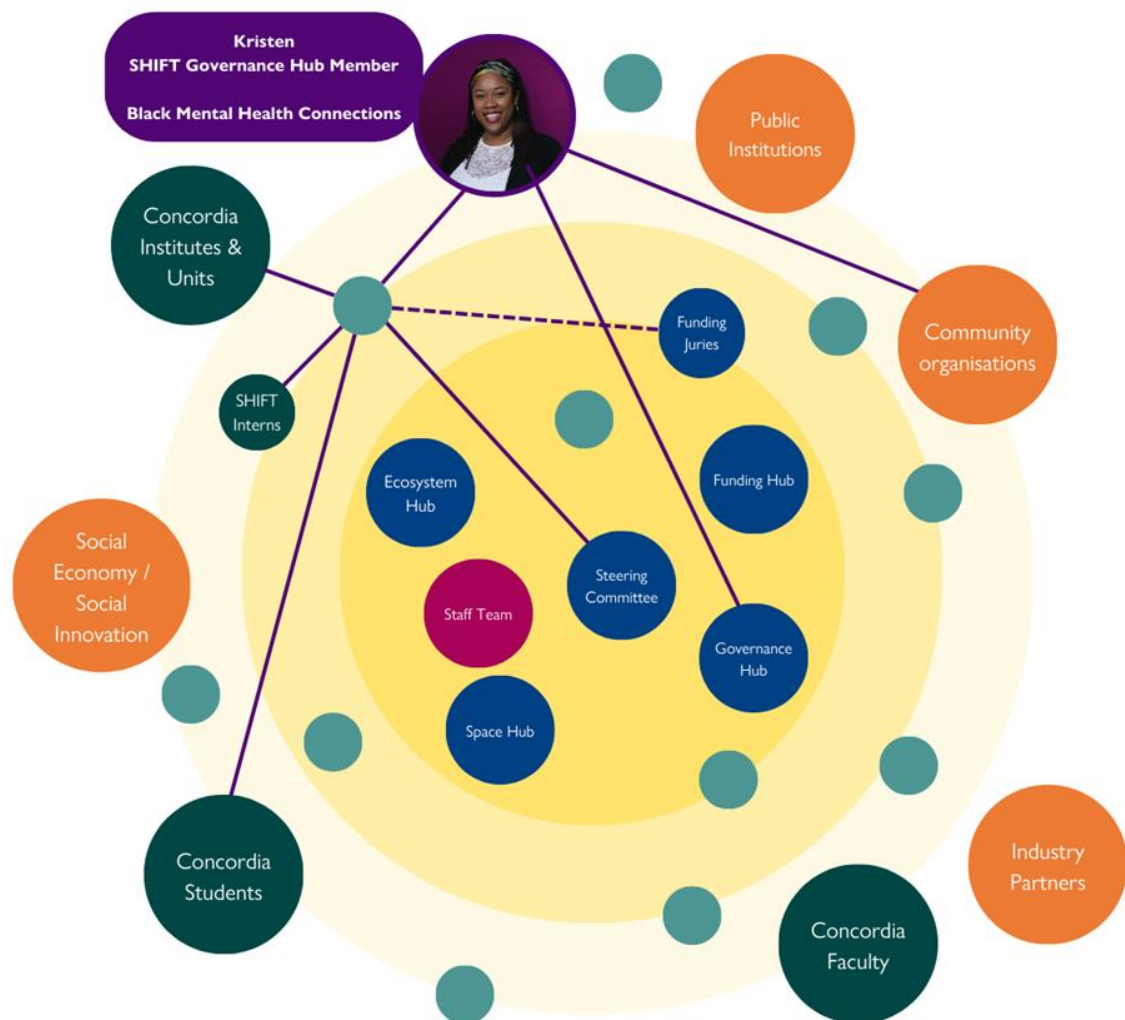 Kristen
SHIFT Governance Hub Member
Black Mental Health Connections
Public
Institutions
Concordia
Institutes &
Units
Funding
Juries
Community
organisations
SHIFT
Interns
Ecosystem
Hub
Funding Hub
Social
Economy /
Social
Innovation
Steering
Committee
Staff Team
Governance
Hub
Space Hub
Concordia
Students
Industry
Partners
Concordia
Faculty